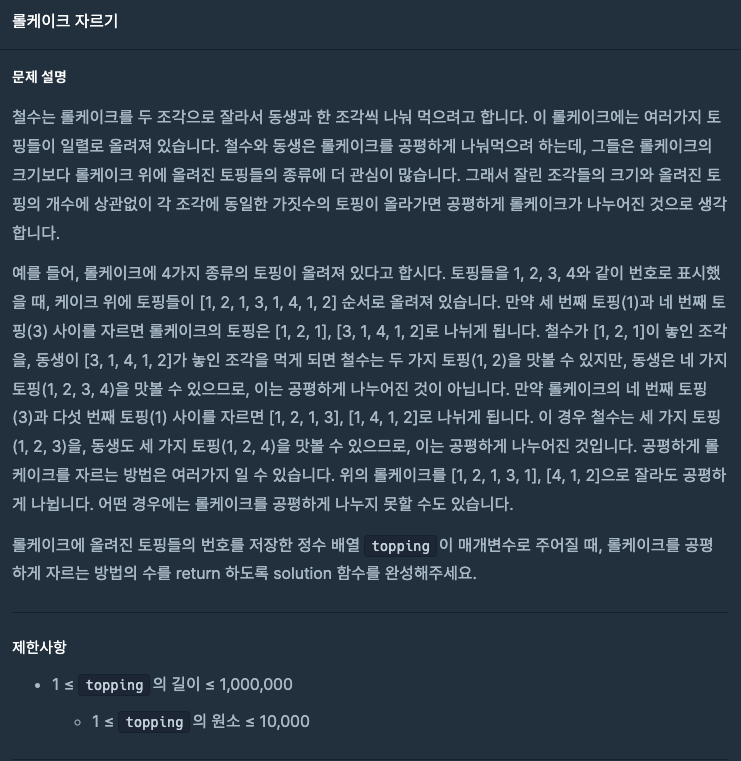 롤케이크 자르기
문제 설명
철수는 롤케이크를 두 조각으로 잘라서 동생과 한 조각씩 나눠 먹으려고 합니다. 이 롤케이크에는 여러가지 토
핑들이 일렬로 올려져 있습니다. 철수와 동생은 롤케이크를 공평하게 나눠먹으려 하는데, 그들은 롤케이크의
크기보다 롤케이크 위에 올려진 토핑들의 종류에 더 관심이 많습니다. 그래서 잘린 조각들의 크기와 올려진 토
핑의 개수에 상관없이 각 조각에 동일한 가짓수의 토핑이 올라가면 공평하게 롤케이크가 나누어진 것으로 생각
합니다.
예를 들어, 롤케이크에 4가지 종류의 토핑이 올려져 있다고 합시다. 토핑들을 1, 2, 3, 4와 같이 번호로 표시했
을 때, 케이크 위에 토핑들이 [1, 2, 1, 3, 1, 4, 1, 2] 순서로 올려져 있습니다. 만약 세 번째 토핑(1)과 네 번째 토
핑(3) 사이를 자르면 롤케이크의 토핑은 [1, 2, 1], [3, 1, 4, 1, 2]로 나뉘게 됩니다. 철수가 [1, 2, 1]이 놓인 조각
을, 동생이 [3, 1, 4, 1, 2]가 놓인 조각을 먹게 되면 철수는 두 가지 토핑(1, 2)을 맛볼 수 있지만, 동생은 네 가지
토핑(1, 2, 3, 4)을 맛볼 수 있으므로, 이는 공평하게 나누어진 것이 아닙니다. 만약 롤케이크의 네 번째 토핑
(3)과 다섯 번째 토핑(1) 사이를 자르면 [1, 2, 1, 3], [1, 4, 1, 2]로 나뉘게 됩니다. 이 경우 철수는 세 가지 토핑
(1, 2, 3)을, 동생도 세 가지 토핑(1, 2, 4)을 맛볼 수 있으므로, 이는 공평하게 나누어진 것입니다. 공평하게 롤
케이크를 자르는 방법은 여러가지 일 수 있습니다. 위의 롤케이크를 [1, 2, 1, 3, 1], [4, 1, 2]으로 잘라도 공평하
게 나뉩니다. 어떤 경우에는 롤케이크를 공평하게 나누지 못할 수도 있습니다.
롤케이크에 올려진 토핑들의 번호를 저장한 정수 배열 topping이 매개변수로 주어질 때, 롤케이크를 공평
하게 자르는 방법의 수를 return 하도록 solution 함수를 완성해주세요.
제한사항
• 1 ≤ topping의 길이 ≤ 1,000,000
◦ 1 ≤ topping의 원소 ≤ 10,000